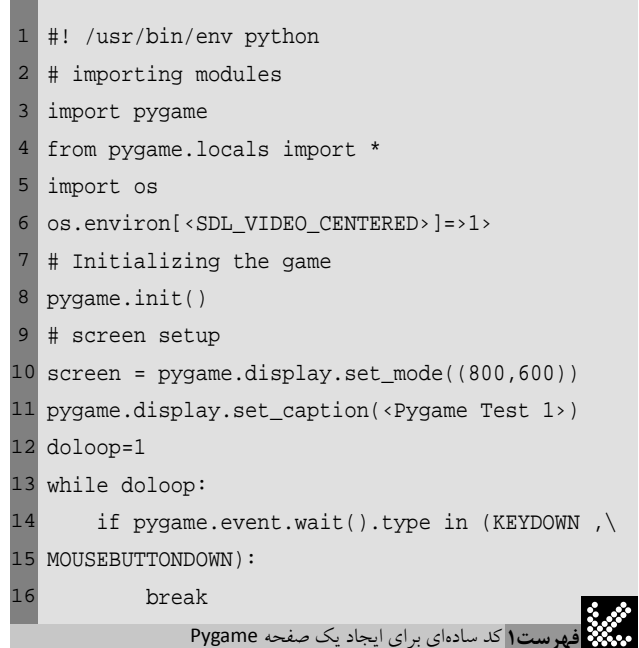 1 #! /usr/bin/env python
2 # importing modules
3 import pygame
4 from pygame.locals import *
5 import os
6 os.environ[‹SDL_VIDEO_CENTERED›]=›1›
7 # Initializing the game
8 pygame.init()
9 # screen setup
10 screen = pygame.display.set_mode((800,600))
11 pygame.display.set_caption(‹Pygame Test 1›)
12 doloop=1
13 while doloop:
14     if pygame.event.wait().type in (KEYDOWN ,\
15 MOUSEBUTTONDOWN):
16         break
فهرست۱ کد ساده‌ای برای ایجاد یک صفحه Pygame